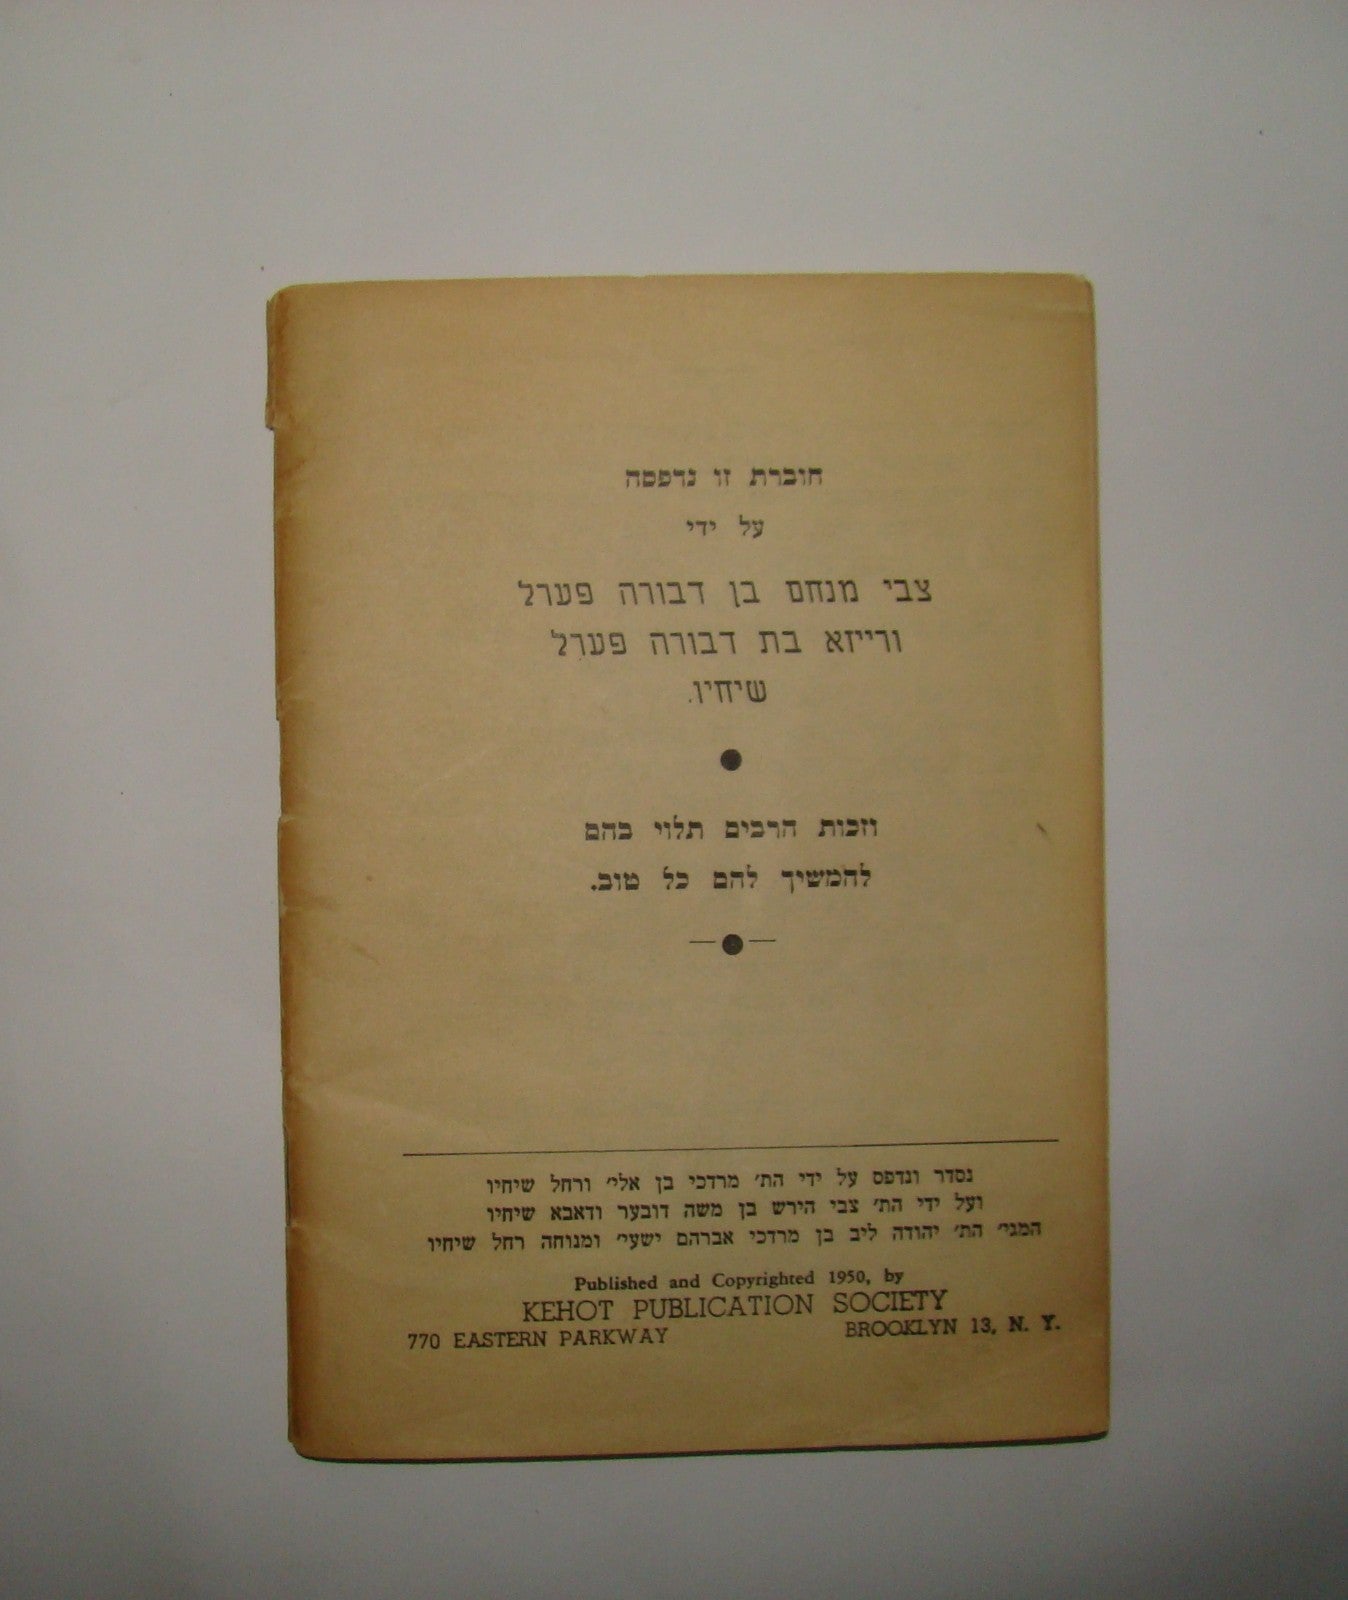 חוברת זו נדפסה
על ידי
צבי מנחם בן דבורה פערל
ורייזא בת דבורה פערל
שיחיו.
וזכות הרבים תלוי בהם
להמשיך להם כל טוב.
נסדר ונדפס על ידי הת׳ מרדכי בן אלי׳ ורחל שיחיו
ועל ידי הת׳ צבי הירש בן משה דובער ודאבא שיחיו
המגי׳ הת׳ יהודה ליב בן מרדכי אברהם ישעי׳ ומנוחה רחל שיחיו
Published and Copyrighted 1950, by
KEHOT PUBLICATION SOCIETY
770 EASTERN PARKWAY BROOKLYN 13, N. Y.